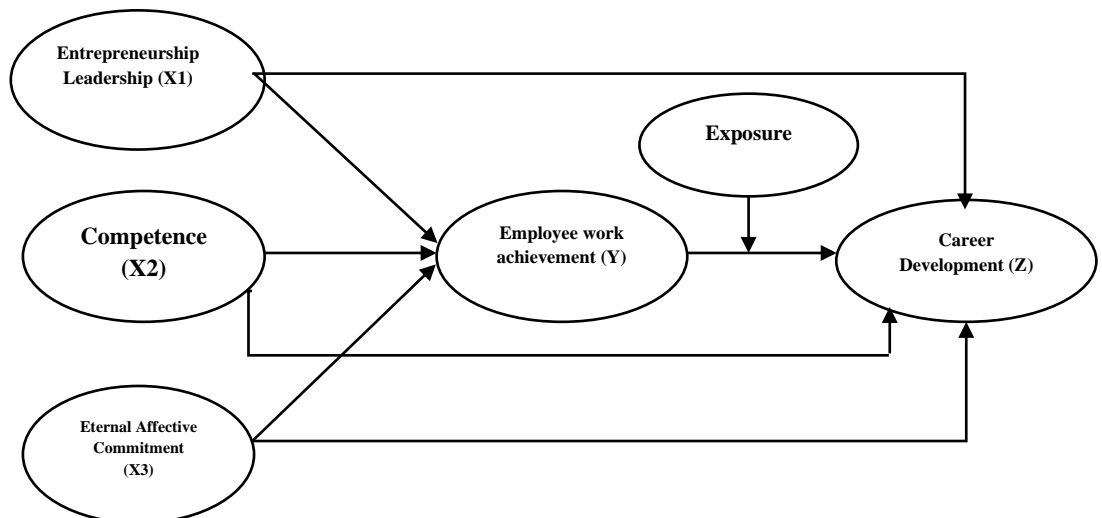 Entrepreneurship
Leadership (X1)
Exposure
Competence
(X2)
Employee work
achievement (Y)
Career
Development (Z)
Eternal Affective
Commitment
(X3)